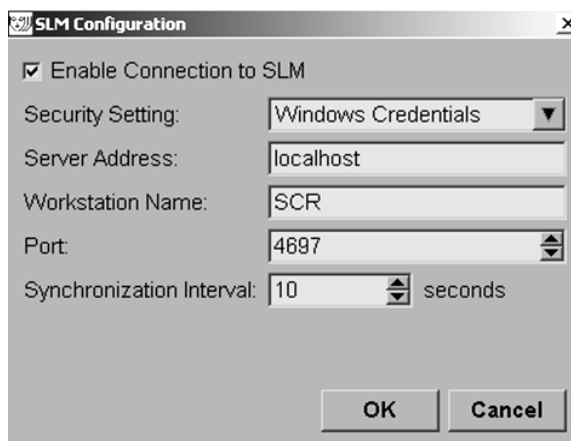 SLM Configuration
Enable Connection to SLM
Security Setting: Windows Credentials
Server Address: localhost
Workstation Name: SCR
Port: 4697
Synchronization Interval: 10 seconds
OK Cancel